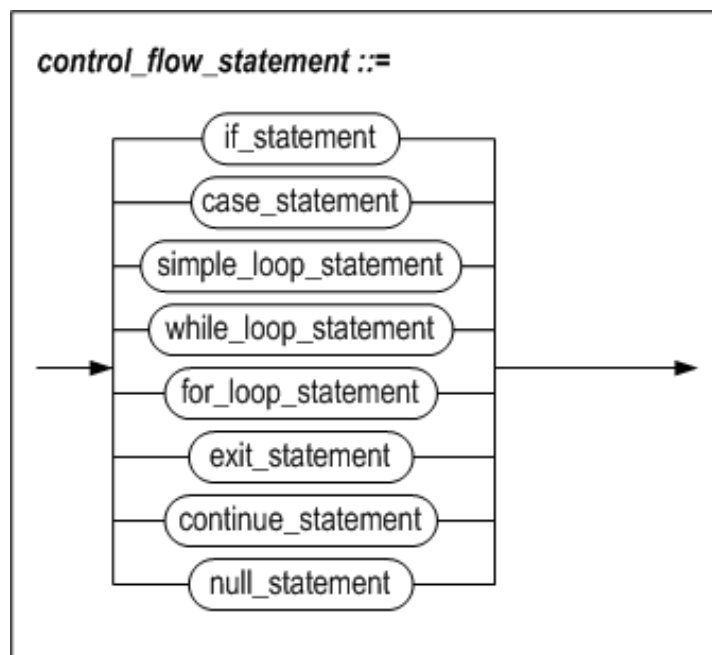 control_flow_statement ::=
if_statement
case_statement
simple_loop_statement
while_loop_statement
for_loop_statement
exit_statement
continue_statement
null_statement